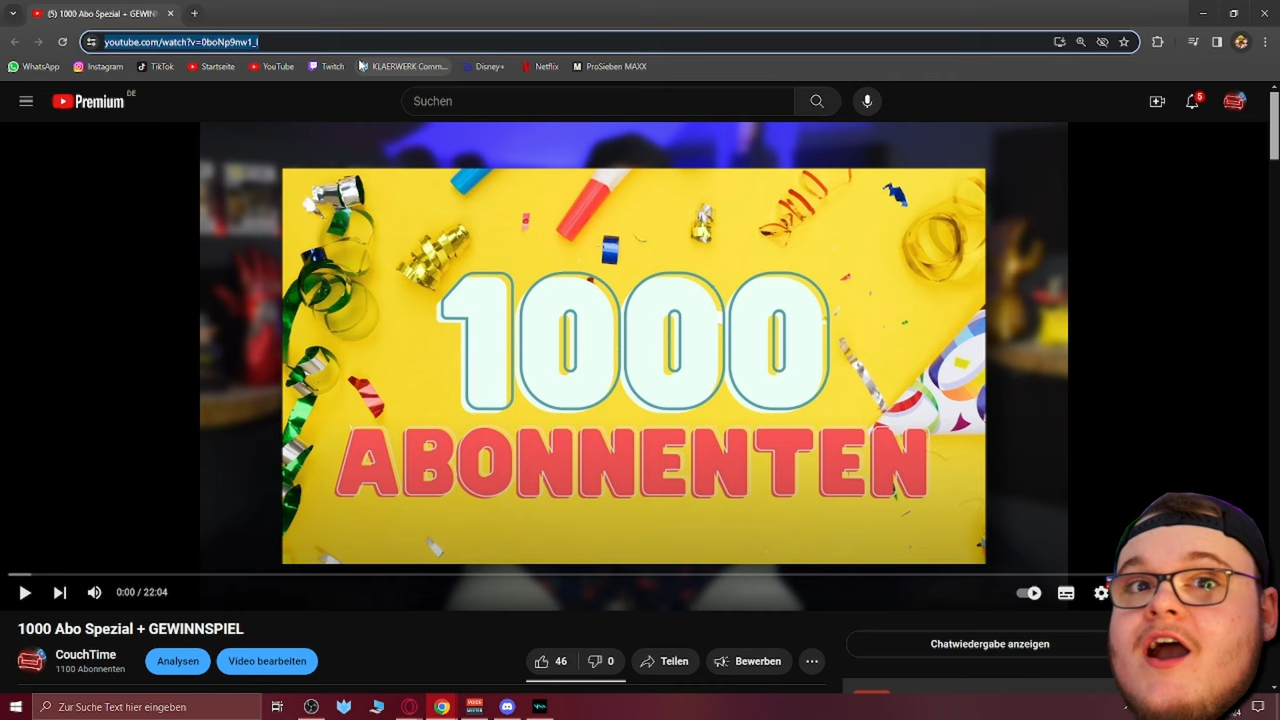 (5) 1000 Abo Spezial + GEWINN
youtube.com/watch?v=0boNp9nw1_I
WhatsApp
Instagram
TikTok
Startseite
YouTube
Twitch
KLAERWERK Comm...
Disney+
Netflix
ProSieben MAXX
Premium DE
Suchen
5
1000
ABONNENTEN
0:00 / 22:04
1000 Abo Spezial + GEWINNSPIEL
CouchTime
1100 Abonnenten
Analysen
Video bearbeiten
46
0
Teilen
Bewerben
Chatwiedergabe anzeigen
Zur Suche Text hier eingeben